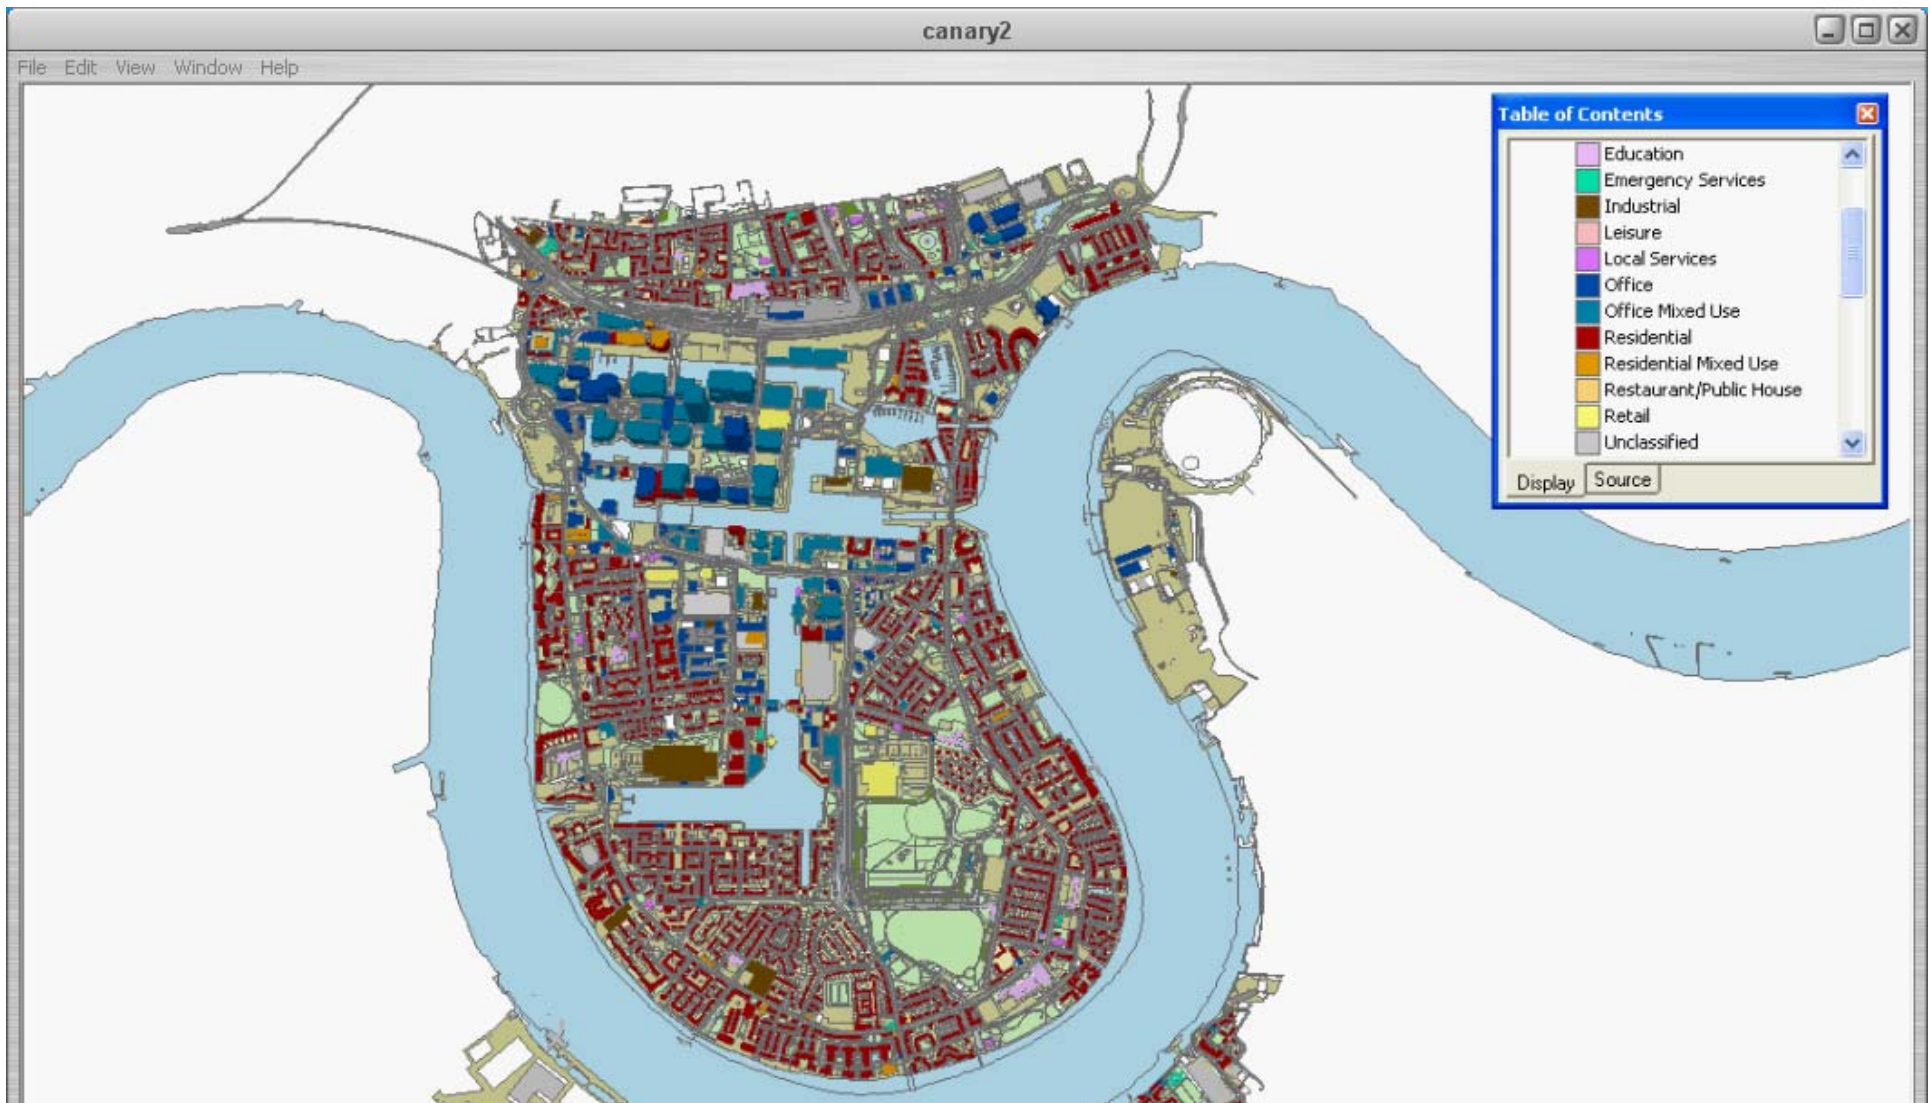 canary2
File Edit View Window Help
Table of Contents
Education
Emergency Services
Industrial
Leisure
Local Services
Office
Office Mixed Use
Residential
Residential Mixed Use
Restaurant/Public House
Retail
Unclassified
Display Source